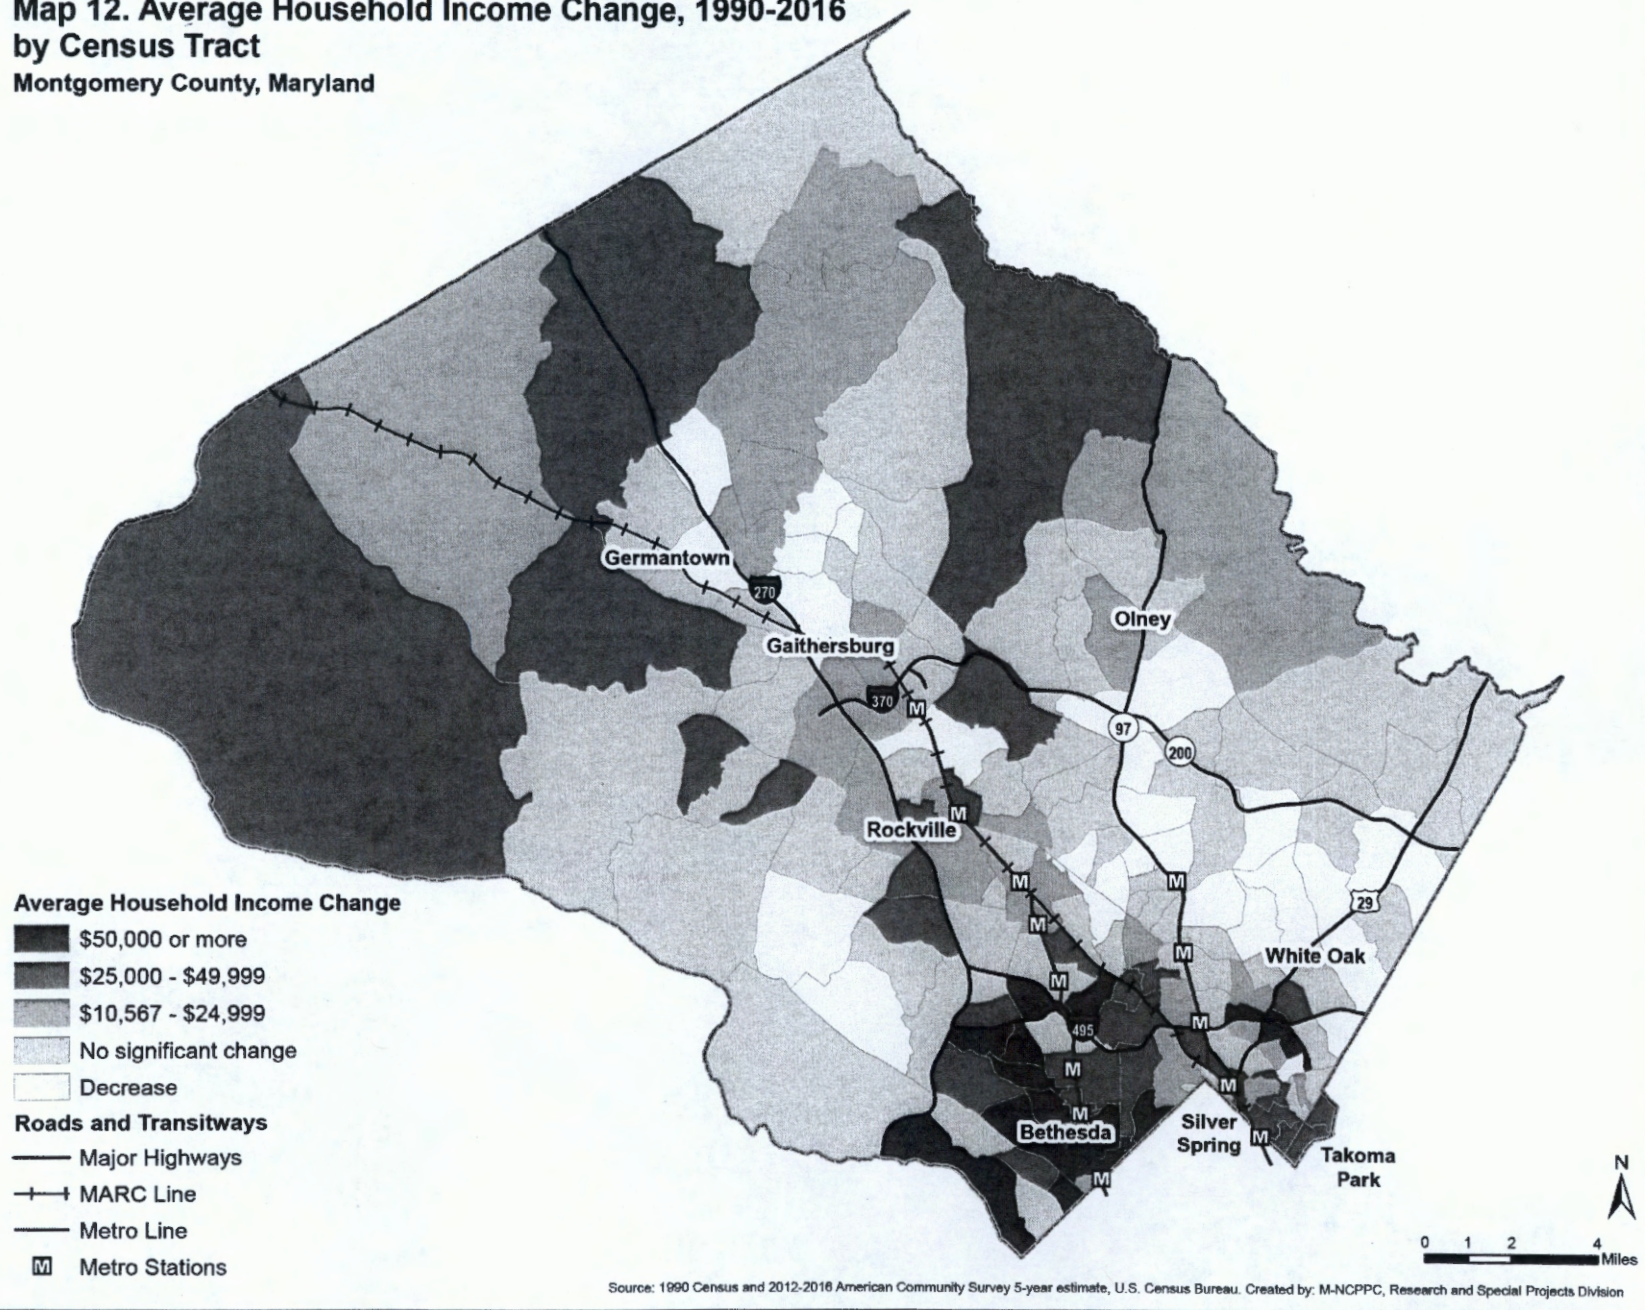 Map 12. Average Household Income Change, 1990-2016
by Census Tract
Montgomery County, Maryland
Germantown
270
Gaithersburg
Olney
370
M
97
200
M
Rockville
M
M
29
M
M
White Oak
M
M
495
M
M
M
Bethesda
Silver
Spring
M
Takoma
Park
M
Average Household Income Change
$50,000 or more
$25,000 - $49,999
$10,567 - $24,999
No significant change
Decrease
Roads and Transitways
Major Highways
MARC Line
Metro Line
M Metro Stations
N
0 1 2 4
Miles
Source: 1990 Census and 2012-2016 American Community Survey 5-year estimate, U.S. Census Bureau. Created by: M-NCPPC, Research and Special Projects Division